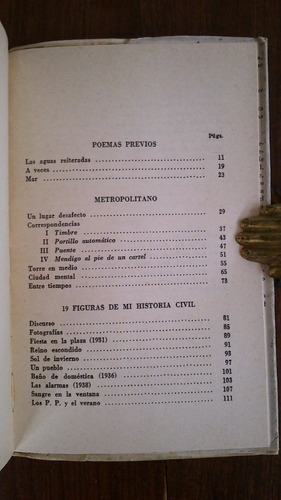 Págs.
POEMAS PREVIOS
Las aguas reiteradas 11
A veces 19
Mar 23
METROPOLITANO
Un lugar desafecto 29
Correspondencias
I Timbre 37
II Portillo automático 43
III Puente 47
IV Mendigo al pie de un cartel 51
Torre en medio 55
Ciudad mental 65
Entre tiempos 73
19 FIGURAS DE MI HISTORIA CIVIL
Discurso 81
Fotografías 85
Fiesta en la plaza (1931) 89
Reino escondido 91
Sol de invierno 93
Un pueblo 97
Baño de doméstica (1936) 101
Las alarmas (1938) 103
Sangre en la ventana 107
Los P. P. y el verano 111